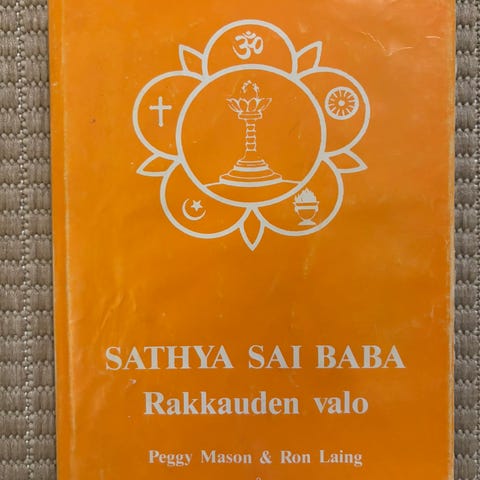 ॐ
SATHYA SAI BABA
Rakkauden valo
Peggy Mason & Ron Laing